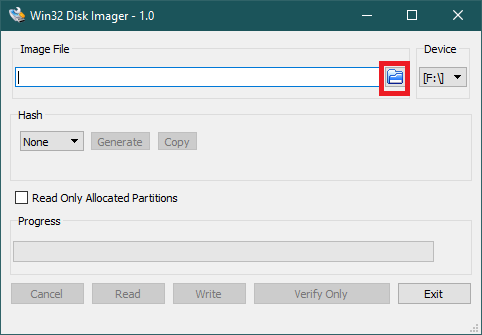 Win32 Disk Imager - 1.0
Image File
Device
[F:\]
Hash
None
Generate
Copy
Read Only Allocated Partitions
Progress
Cancel
Read
Write
Verify Only
Exit